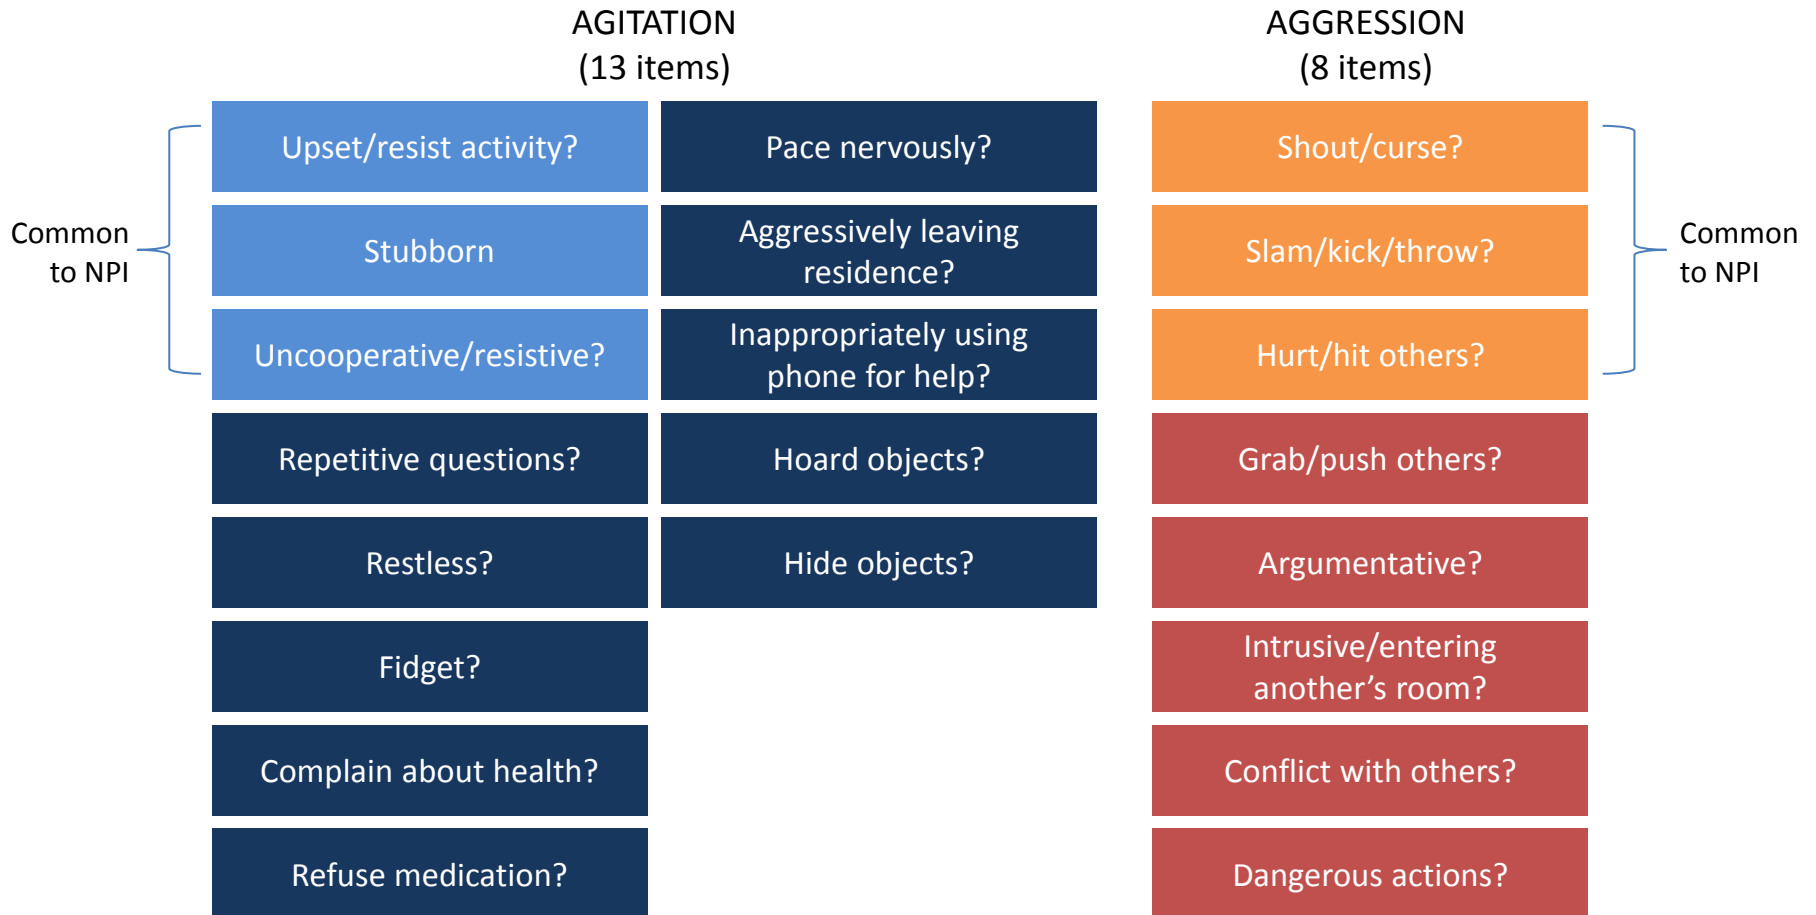 AGITATION
(13 items)
AGGRESSION
(8 items)
Common
to NPI
Upset/resist activity?
Stubborn
Uncooperative/resistive?
Repetitive questions?
Restless?
Fidget?
Complain about health?
Refuse medication?
Pace nervously?
Aggressively leaving
residence?
Inappropriately using
phone for help?
Hoard objects?
Hide objects?
Shout/curse?
Slam/kick/throw?
Hurt/hit others?
Grab/push others?
Argumentative?
Intrusive/entering
another’s room?
Conflict with others?
Dangerous actions?
Common
to NPI